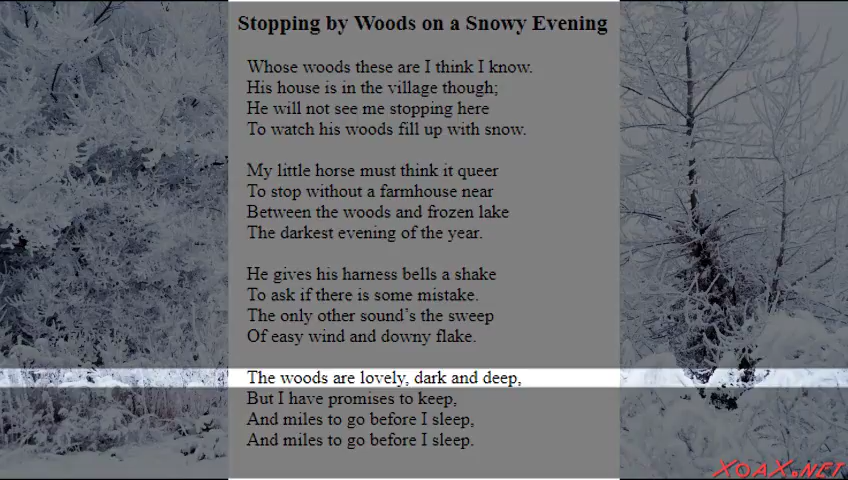 Stopping by Woods on a Snowy Evening
Whose woods these are I think I know.
His house is in the village though;
He will not see me stopping here
To watch his woods fill up with snow.
My little horse must think it queer
To stop without a farmhouse near
Between the woods and frozen lake
The darkest evening of the year.
He gives his harness bells a shake
To ask if there is some mistake.
The only other sound’s the sweep
Of easy wind and downy flake.
The woods are lovely, dark and deep,
But I have promises to keep,
And miles to go before I sleep,
And miles to go before I sleep.
XOAX.NET